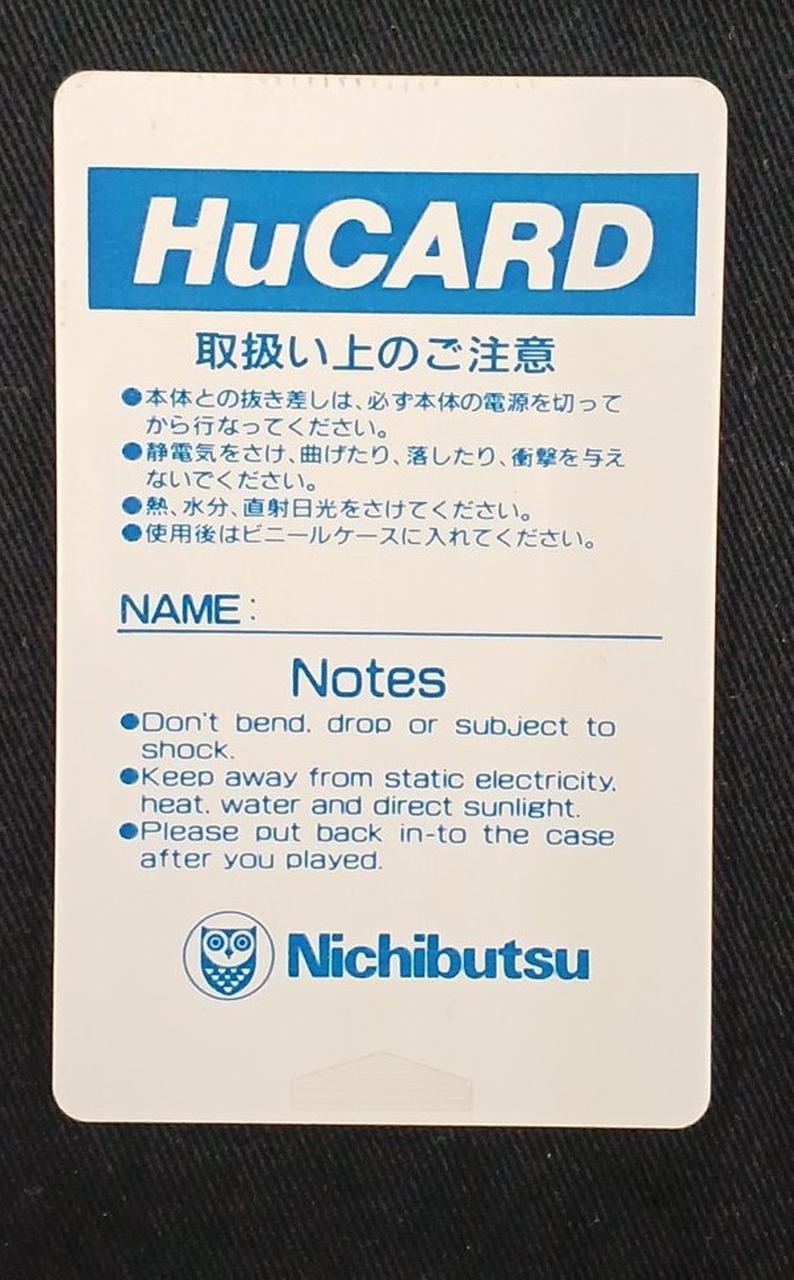 HuCARD
取扱い上のご注意
●本体との抜き差しは、必ず本体の電源を切って
から行なってください。
●静電気をさけ、曲げたり、落したり、衝撃を与え
ないでください。
●熱、水分、直射日光をさけてください。
●使用後はビニールケースに入れてください。
NAME:
Notes
●Don't bend, drop or subject to
shock.
●Keep away from static electricity,
heat, water and direct sunlight.
●Please put back in-to the case
after you played.
Nichibutsu